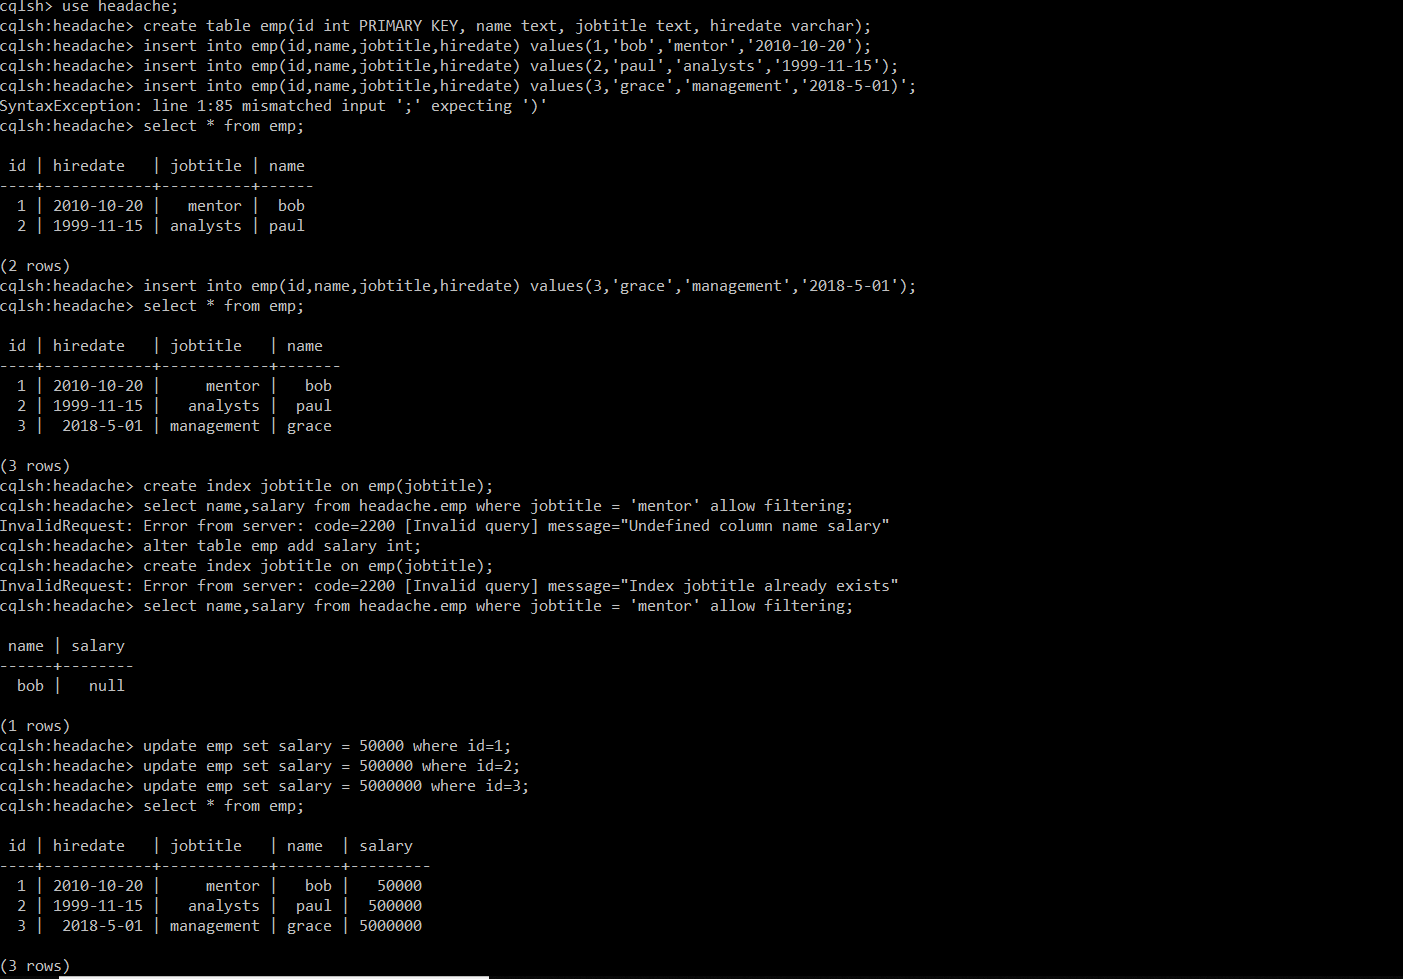 cqlsh> use headache;
cqlsh:headache> create table emp(id int PRIMARY KEY, name text, jobtitle text, hiredate varchar);
cqlsh:headache> insert into emp(id,name,jobtitle,hiredate) values(1,'bob','mentor','2010-10-20');
cqlsh:headache> insert into emp(id,name,jobtitle,hiredate) values(2,'paul','analysts','1999-11-15');
cqlsh:headache> insert into emp(id,name,jobtitle,hiredate) values(3,'grace','management','2018-5-01)';
SyntaxException: line 1:85 mismatched input ';' expecting ')'
cqlsh:headache> select * from emp;
 id | hiredate   | jobtitle | name
----+------------+----------+------
  1 | 2010-10-20 |   mentor |  bob
  2 | 1999-11-15 | analysts | paul
(2 rows)
cqlsh:headache> insert into emp(id,name,jobtitle,hiredate) values(3,'grace','management','2018-5-01');
cqlsh:headache> select * from emp;
 id | hiredate   | jobtitle   | name
----+------------+------------+-------
  1 | 2010-10-20 |     mentor |   bob
  2 | 1999-11-15 |   analysts |  paul
  3 |  2018-5-01 | management | grace
(3 rows)
cqlsh:headache> create index jobtitle on emp(jobtitle);
cqlsh:headache> select name,salary from headache.emp where jobtitle = 'mentor' allow filtering;
InvalidRequest: Error from server: code=2200 [Invalid query] message="Undefined column name salary"
cqlsh:headache> alter table emp add salary int;
cqlsh:headache> create index jobtitle on emp(jobtitle);
InvalidRequest: Error from server: code=2200 [Invalid query] message="Index jobtitle already exists"
cqlsh:headache> select name,salary from headache.emp where jobtitle = 'mentor' allow filtering;
 name | salary
------+--------
  bob |   null
(1 rows)
cqlsh:headache> update emp set salary = 50000 where id=1;
cqlsh:headache> update emp set salary = 500000 where id=2;
cqlsh:headache> update emp set salary = 5000000 where id=3;
cqlsh:headache> select * from emp;
 id | hiredate   | jobtitle   | name  | salary
----+------------+------------+-------+---------
  1 | 2010-10-20 |     mentor |   bob |   50000
  2 | 1999-11-15 |   analysts |  paul |  500000
  3 |  2018-5-01 | management | grace | 5000000
(3 rows)